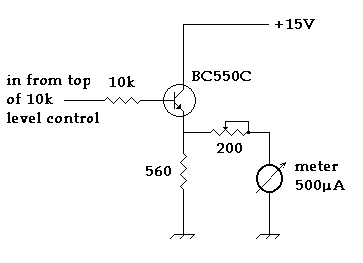 +15V
BC550C
in from top
of 10k
level control
10k
200
560
meter
500µA